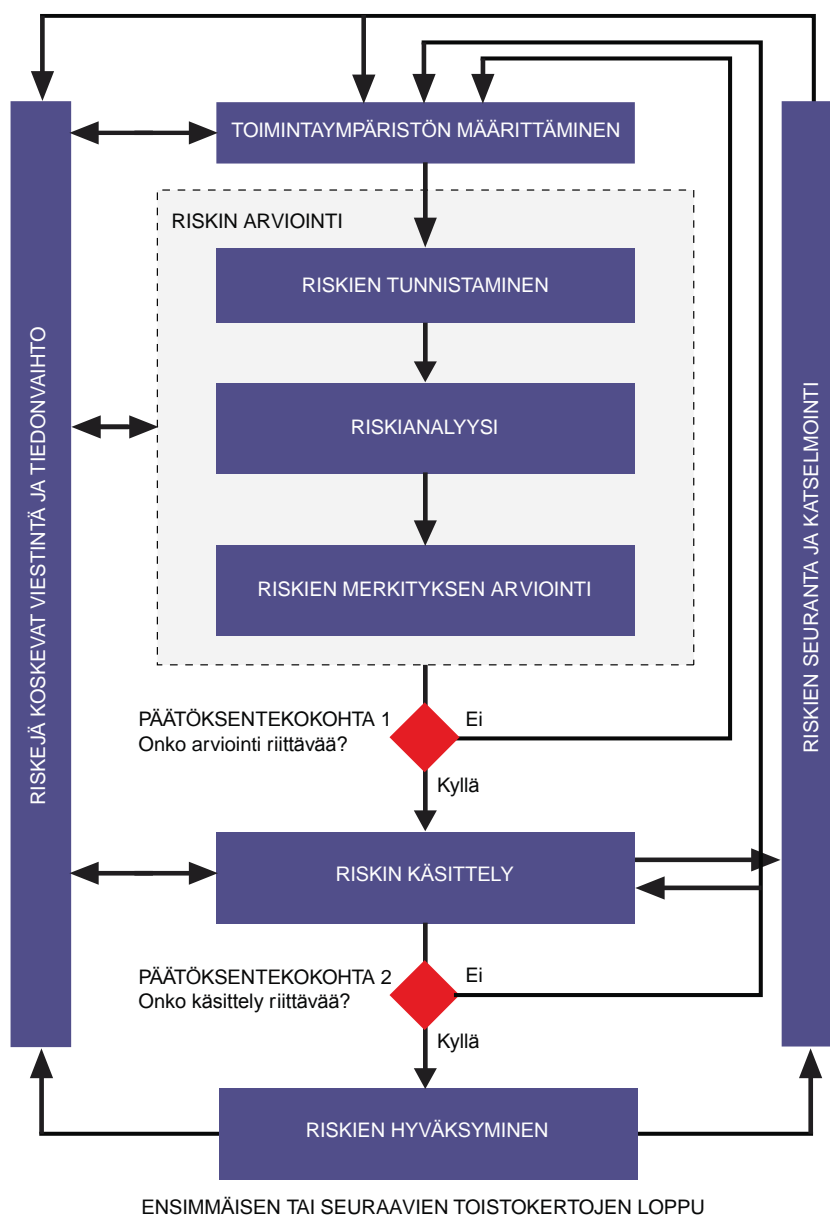 TOIMINTAYMPÄRISTÖN MÄÄRITTÄMINEN
RISKIN ARVIOINTI
RISKIEN TUNNISTAMINEN
RISKIANALYYSI
RISKIEN MERKITYKSEN ARVIOINTI
RISKEJÄ KOSKEVAT VIESTINTÄ JA TIEDONVAIHTO
RISKIEN SEURANTA JA KATSELMOINTI
PÄÄTÖKSENTEKOKOHTA 1
Onko arviointi riittävää?
Ei
Kyllä
RISKIN KÄSITTELY
PÄÄTÖKSENTEKOKOHTA 2
Onko käsittely riittävää?
Ei
Kyllä
RISKIEN HYVÄKSYMINEN
ENSIMMÄISEN TAI SEURAAVIEN TOISTOKERTOJEN LOPPU